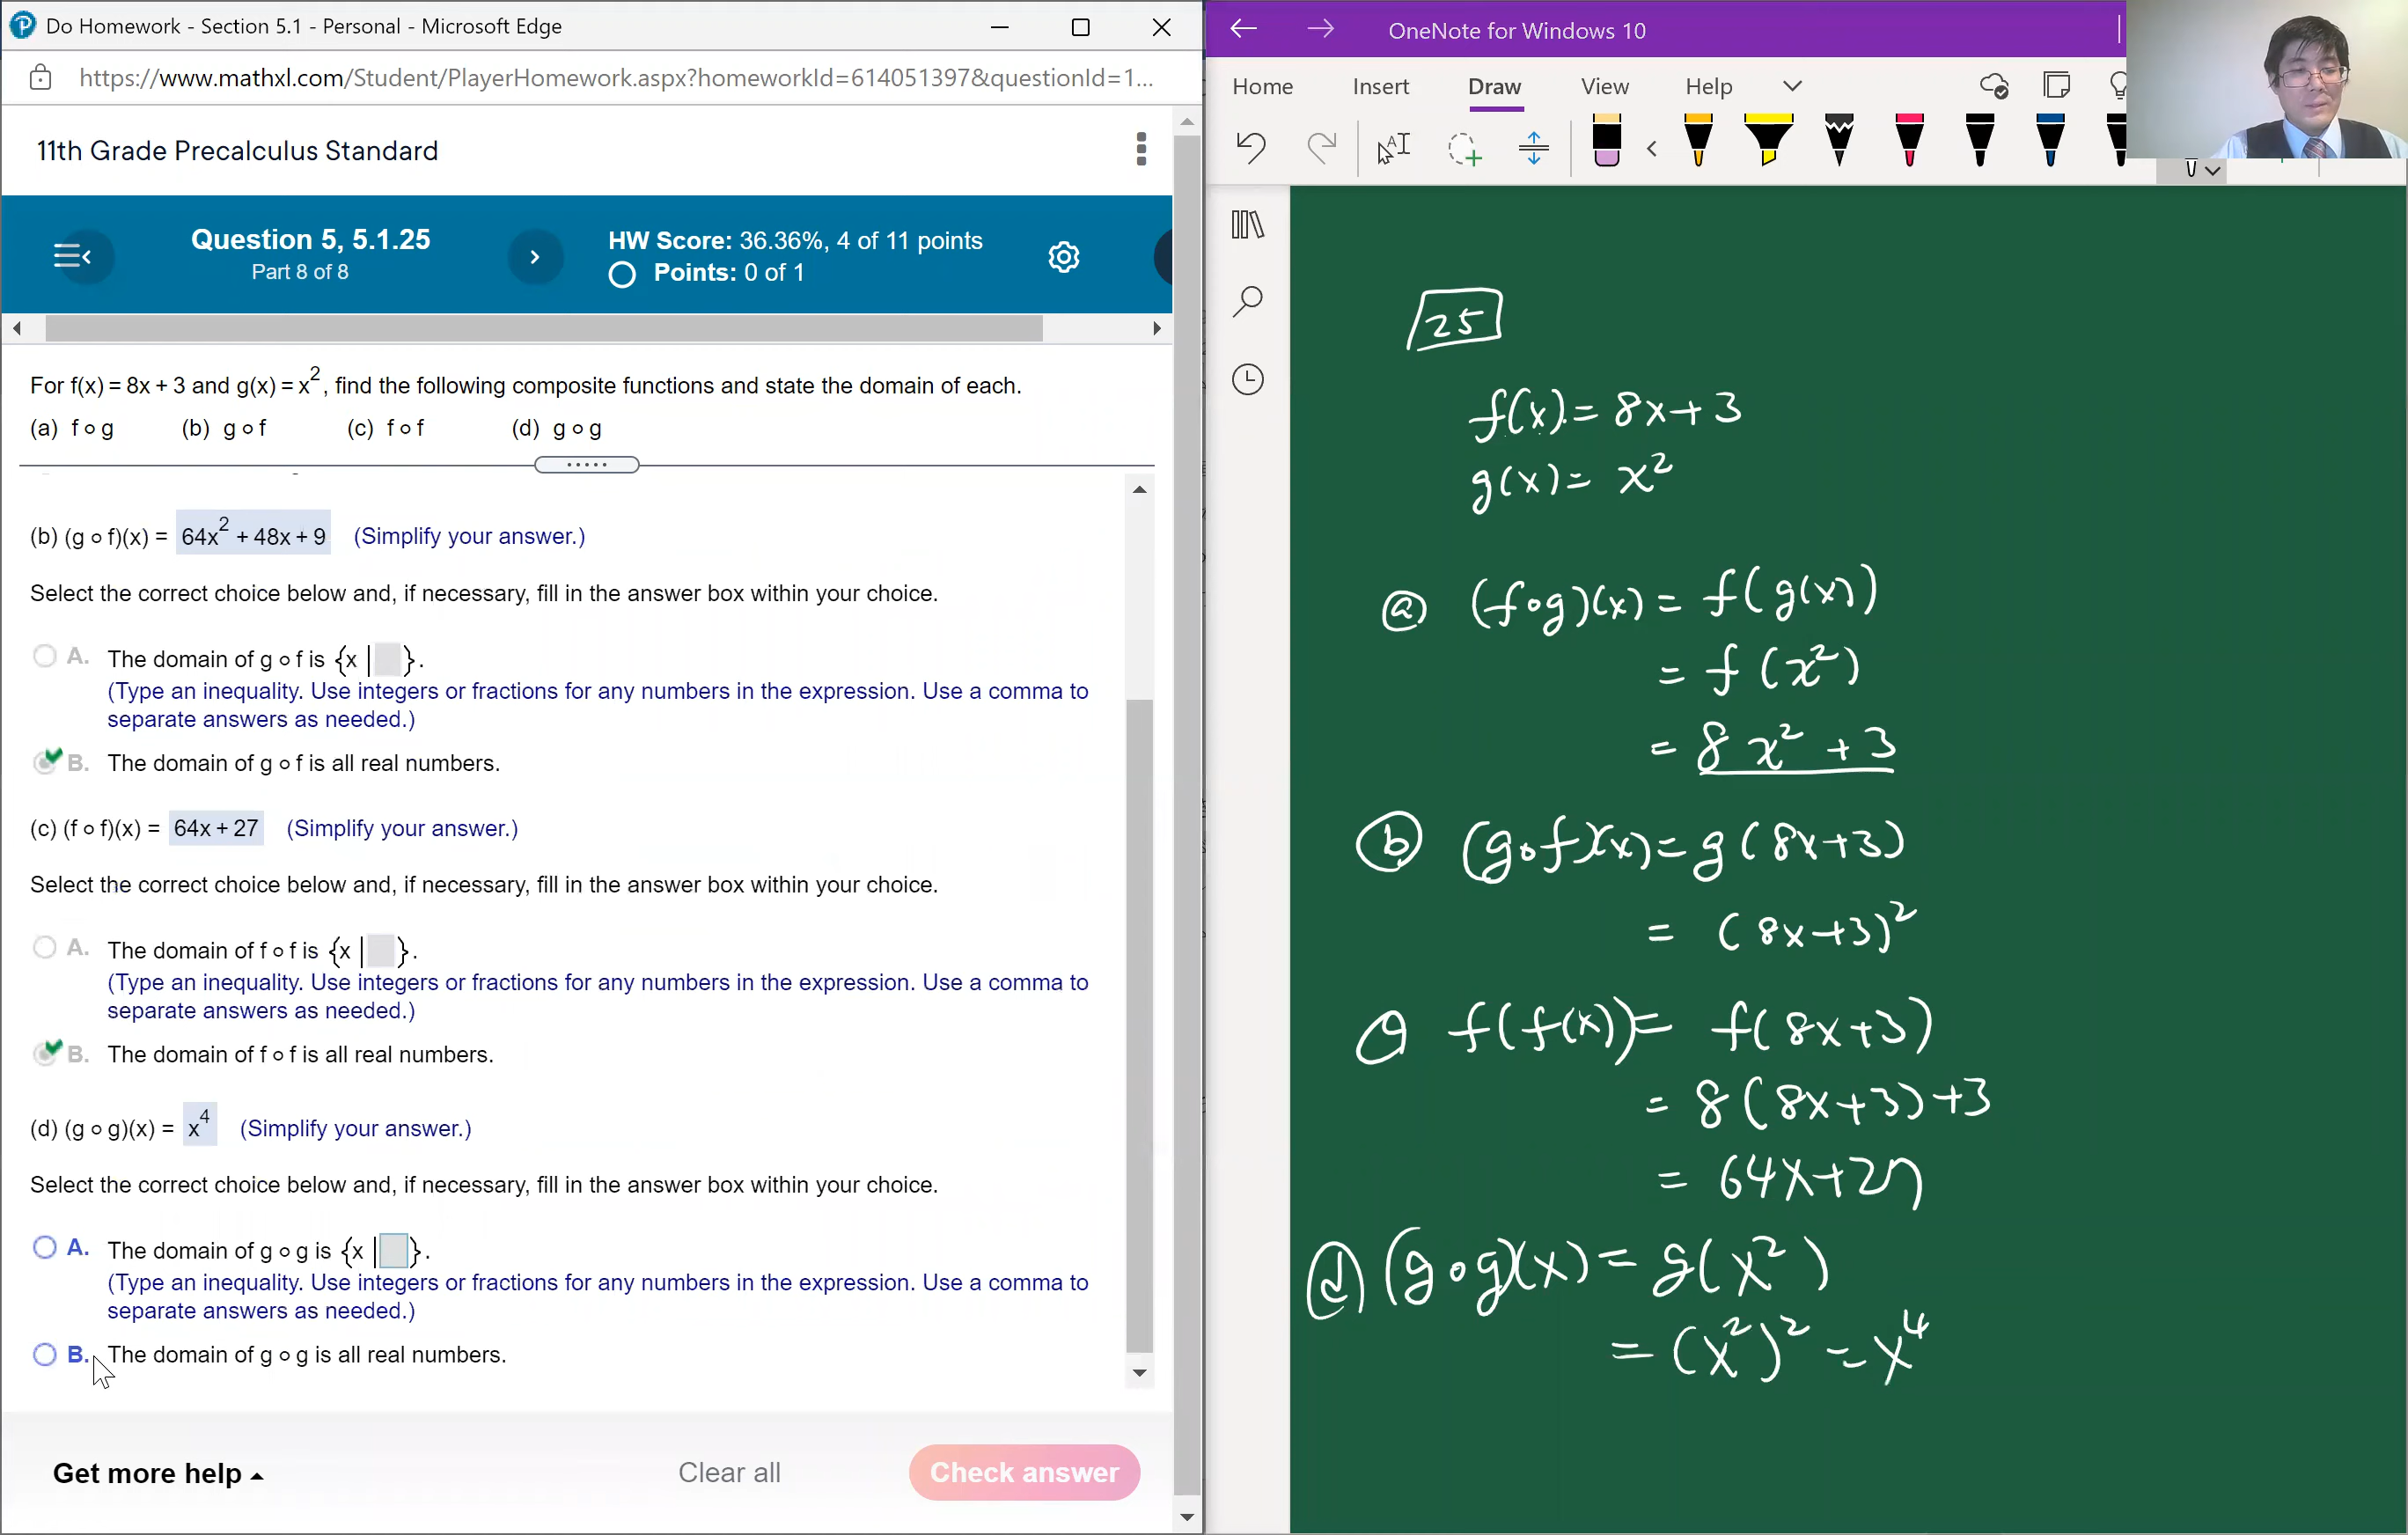 Do Homework - Section 5.1 - Personal - Microsoft Edge
https://www.mathxl.com/Student/PlayerHomework.aspx?homeworkId=614051397&questionId=1...
11th Grade Precalculus Standard
Question 5, 5.1.25
Part 8 of 8
HW Score: 36.36%, 4 of 11 points
Points: 0 of 1
For f(x) = 8x + 3 and g(x) = x², find the following composite functions and state the domain of each.
(a) f∘g (b) g∘f (c) f∘f (d) g∘g
(b) (g∘f)(x) = 64x² + 48x + 9 (Simplify your answer.)
Select the correct choice below and, if necessary, fill in the answer box within your choice.
A. The domain of g∘f is {x | }.
(Type an inequality. Use integers or fractions for any numbers in the expression. Use a comma to
separate answers as needed.)
B. The domain of g∘f is all real numbers.
(c) (f∘f)(x) = 64x + 27 (Simplify your answer.)
Select the correct choice below and, if necessary, fill in the answer box within your choice.
A. The domain of f∘f is {x | }.
(Type an inequality. Use integers or fractions for any numbers in the expression. Use a comma to
separate answers as needed.)
B. The domain of f∘f is all real numbers.
(d) (g∘g)(x) = x⁴ (Simplify your answer.)
Select the correct choice below and, if necessary, fill in the answer box within your choice.
A. The domain of g∘g is {x | }.
(Type an inequality. Use integers or fractions for any numbers in the expression. Use a comma to
separate answers as needed.)
B. The domain of g∘g is all real numbers.
Get more help
Clear all
Check answer
OneNote for Windows 10
Home Insert Draw View Help
25
f(x) = 8x+3
g(x) = x²
ⓐ (f∘g)(x) = f(g(x))
= f(x²)
= 8x² + 3
ⓑ (g∘f)(x) = g(8x+3)
= (8x+3)²
ⓒ f(f(x)) = f(8x+3)
= 8(8x+3)+3
= 64x+27
ⓓ (g∘g)(x) = g(x²)
= (x²)² = x⁴